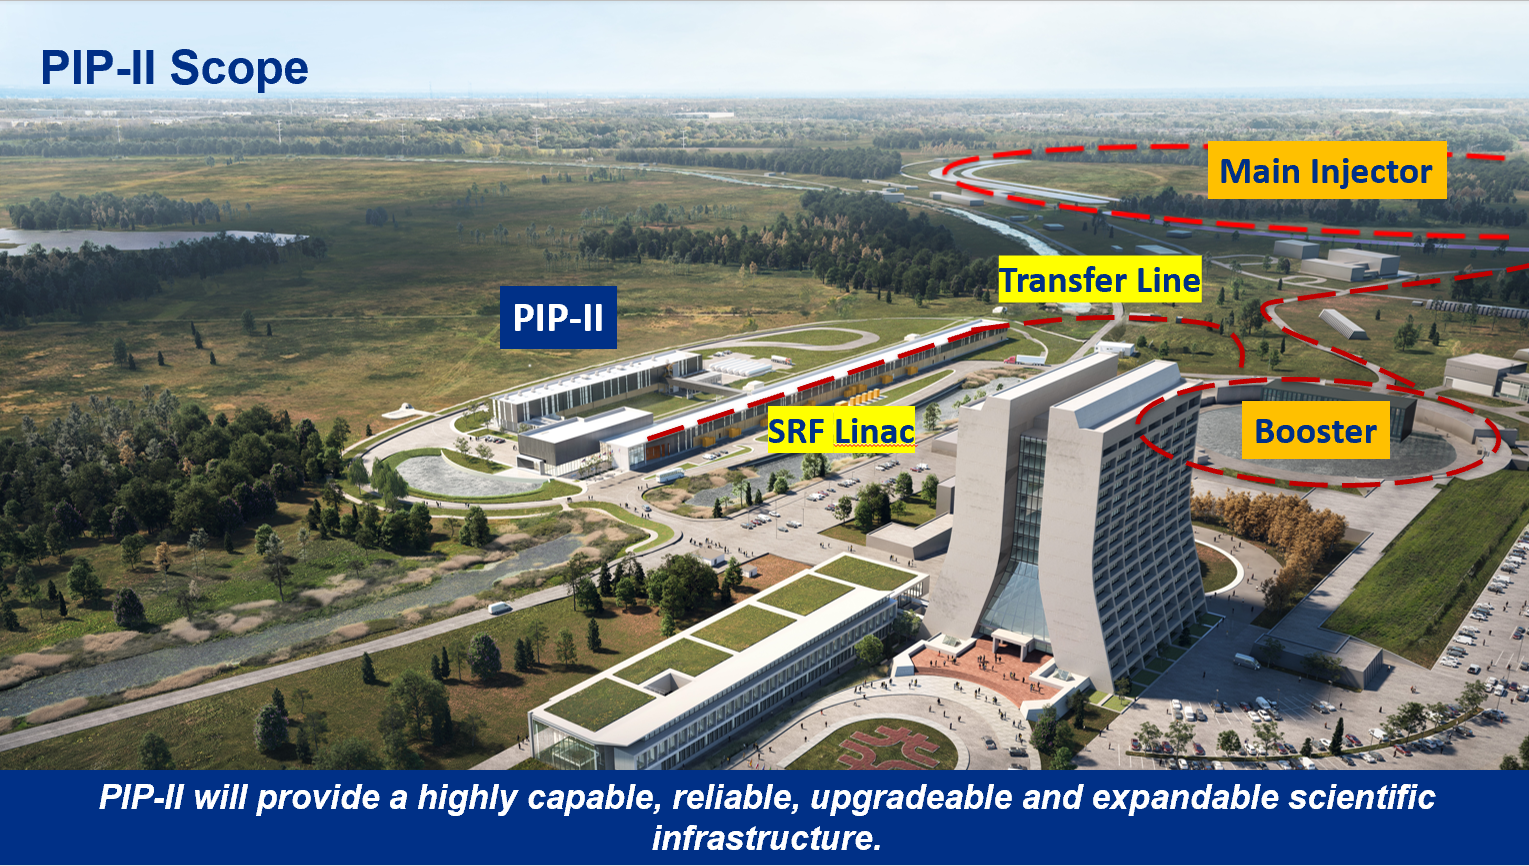 PIP-II Scope
Main Injector
Transfer Line
PIP-II
SRF Linac
Booster
PIP-II will provide a highly capable, reliable, upgradeable and expandable scientific
infrastructure.